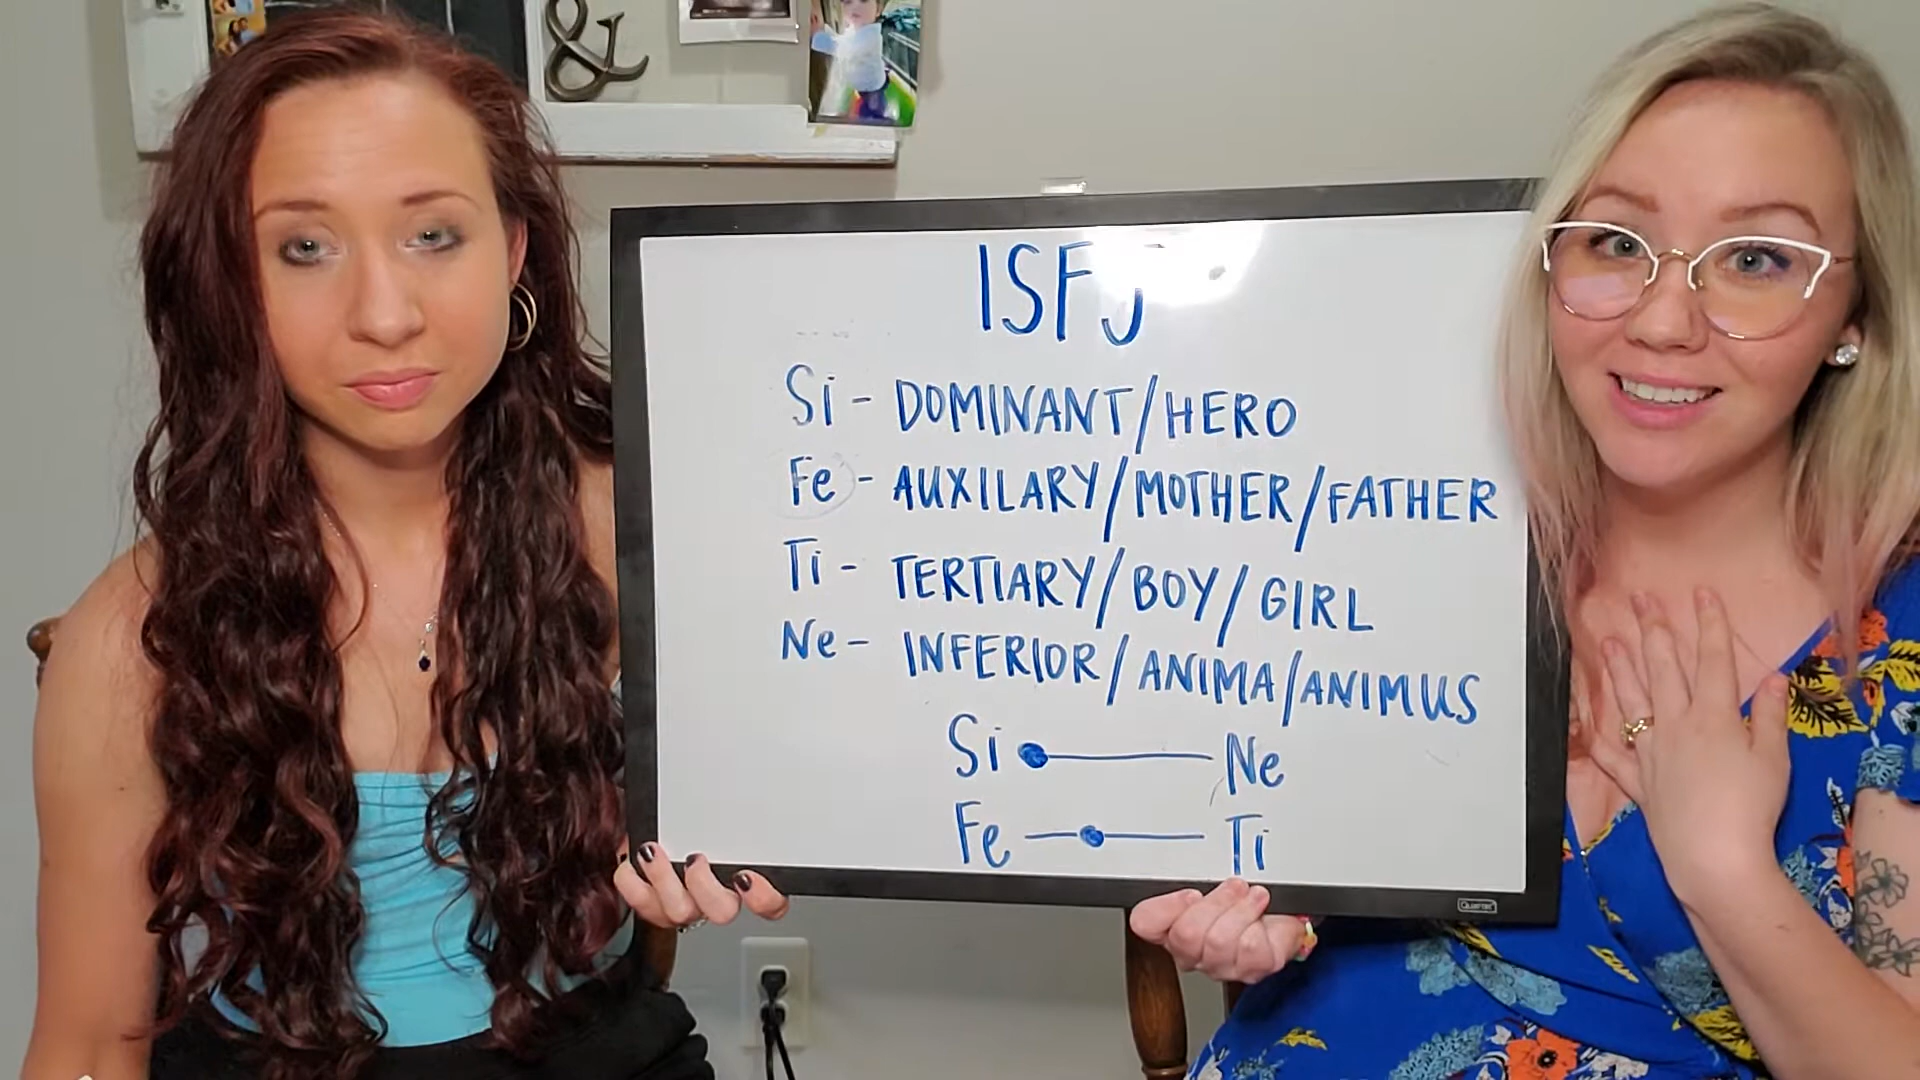 &
ISFJ
Si - DOMINANT/HERO
Fe - AUXILARY/MOTHER/FATHER
Ti - TERTIARY/BOY/GIRL
Ne - INFERIOR/ANIMA/ANIMUS
Si Ne
Fe Ti
Quartet